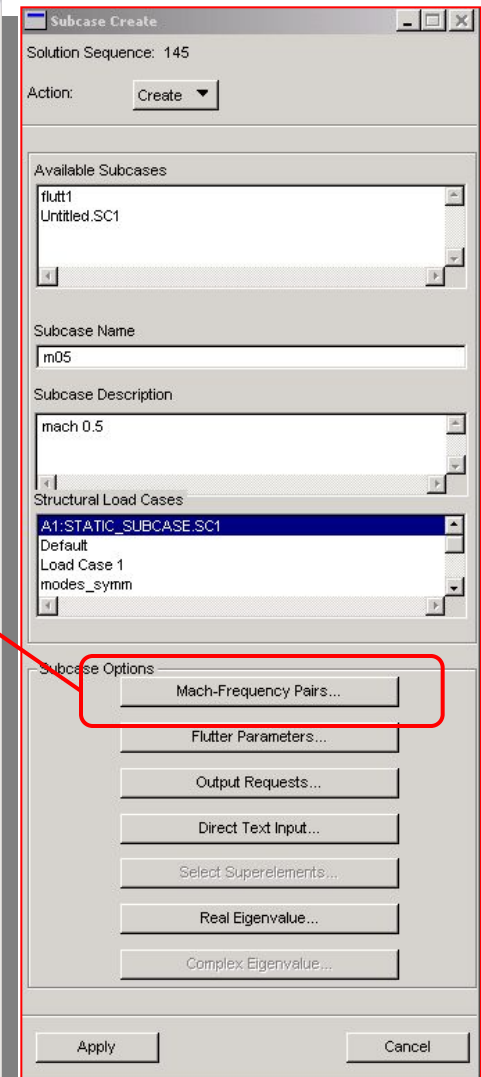 Subcase Create
Solution Sequence: 145
Action: Create
Available Subcases
flutt1
Untitled.SC1
Subcase Name
m05
Subcase Description
mach 0.5
Structural Load Cases
A1:STATIC_SUBCASE.SC1
Default
Load Case 1
modes_symm
Subcase Options
Mach-Frequency Pairs...
Flutter Parameters...
Output Requests...
Direct Text Input...
Select Superelements...
Real Eigenvalue...
Complex Eigenvalue...
Apply Cancel